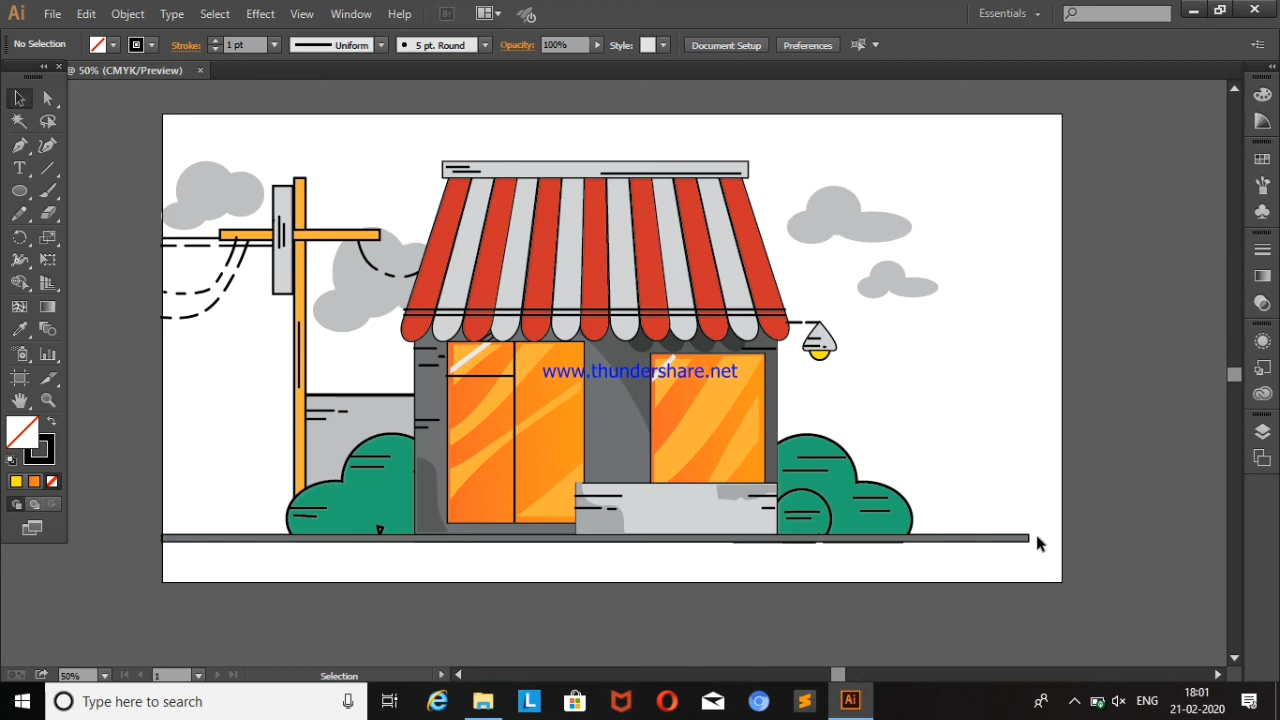 Ai File Edit Object Type Select Effect View Window Help Br Essentials
No Selection Stroke: 1 pt Uniform 5 pt. Round Opacity: 100% Style: Document Setup Preferences
@ 50% (CMYK/Preview) ×
www.thundershare.net
50% 1 Selection
Type here to search L Ai ENG 18:01
21-02-2020